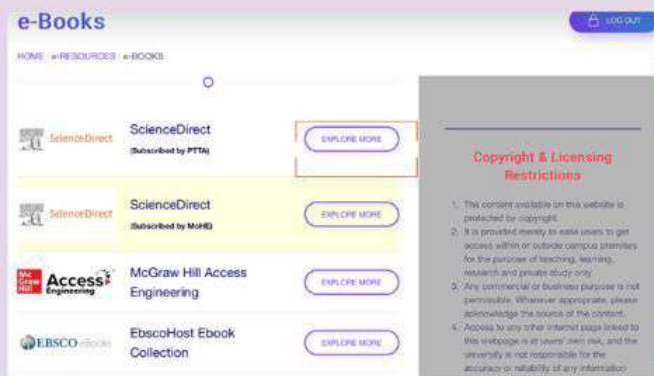 e-Books
LOG OUT
HOME e-RESOURCES e-BOOKS
ScienceDirect
ScienceDirect
(Subscribed by PTTA)
EXPLORE MORE
ScienceDirect
ScienceDirect
(Subscribed by MoHE)
EXPLORE MORE
Mc
Graw
Hill
Access
Engineering
McGraw Hill Access
Engineering
EXPLORE MORE
EBSCO eBooks
EbscoHost Ebook
Collection
EXPLORE MORE
Copyright & Licensing
Restrictions
1. The content available on this website is
protected by copyright.
2. It is provided merely to ease users to get
access within or outside campus premises
for the purpose of teaching, learning,
research and private study only
3. Any commercial or business purpose is not
permissible. Whenever appropriate, please
acknowledge the source of the content.
4. Access to any other internet page linked to
this webpage is at users' own risk, and the
university is not responsible for the
accuracy or reliability of any information